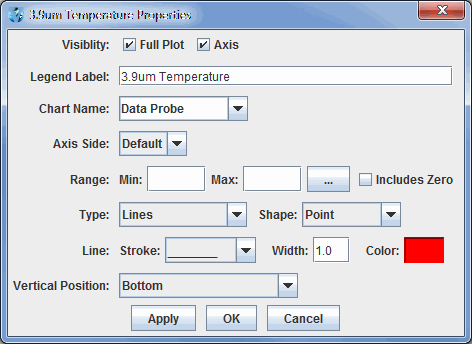 3.9um Temperature Properties
Visiblity: Full Plot Axis
Legend Label: 3.9um Temperature
Chart Name: Data Probe
Axis Side: Default
Range: Min: Max: ... Includes Zero
Type: Lines Shape: Point
Line: Stroke: Width: 1.0 Color:
Vertical Position: Bottom
Apply OK Cancel